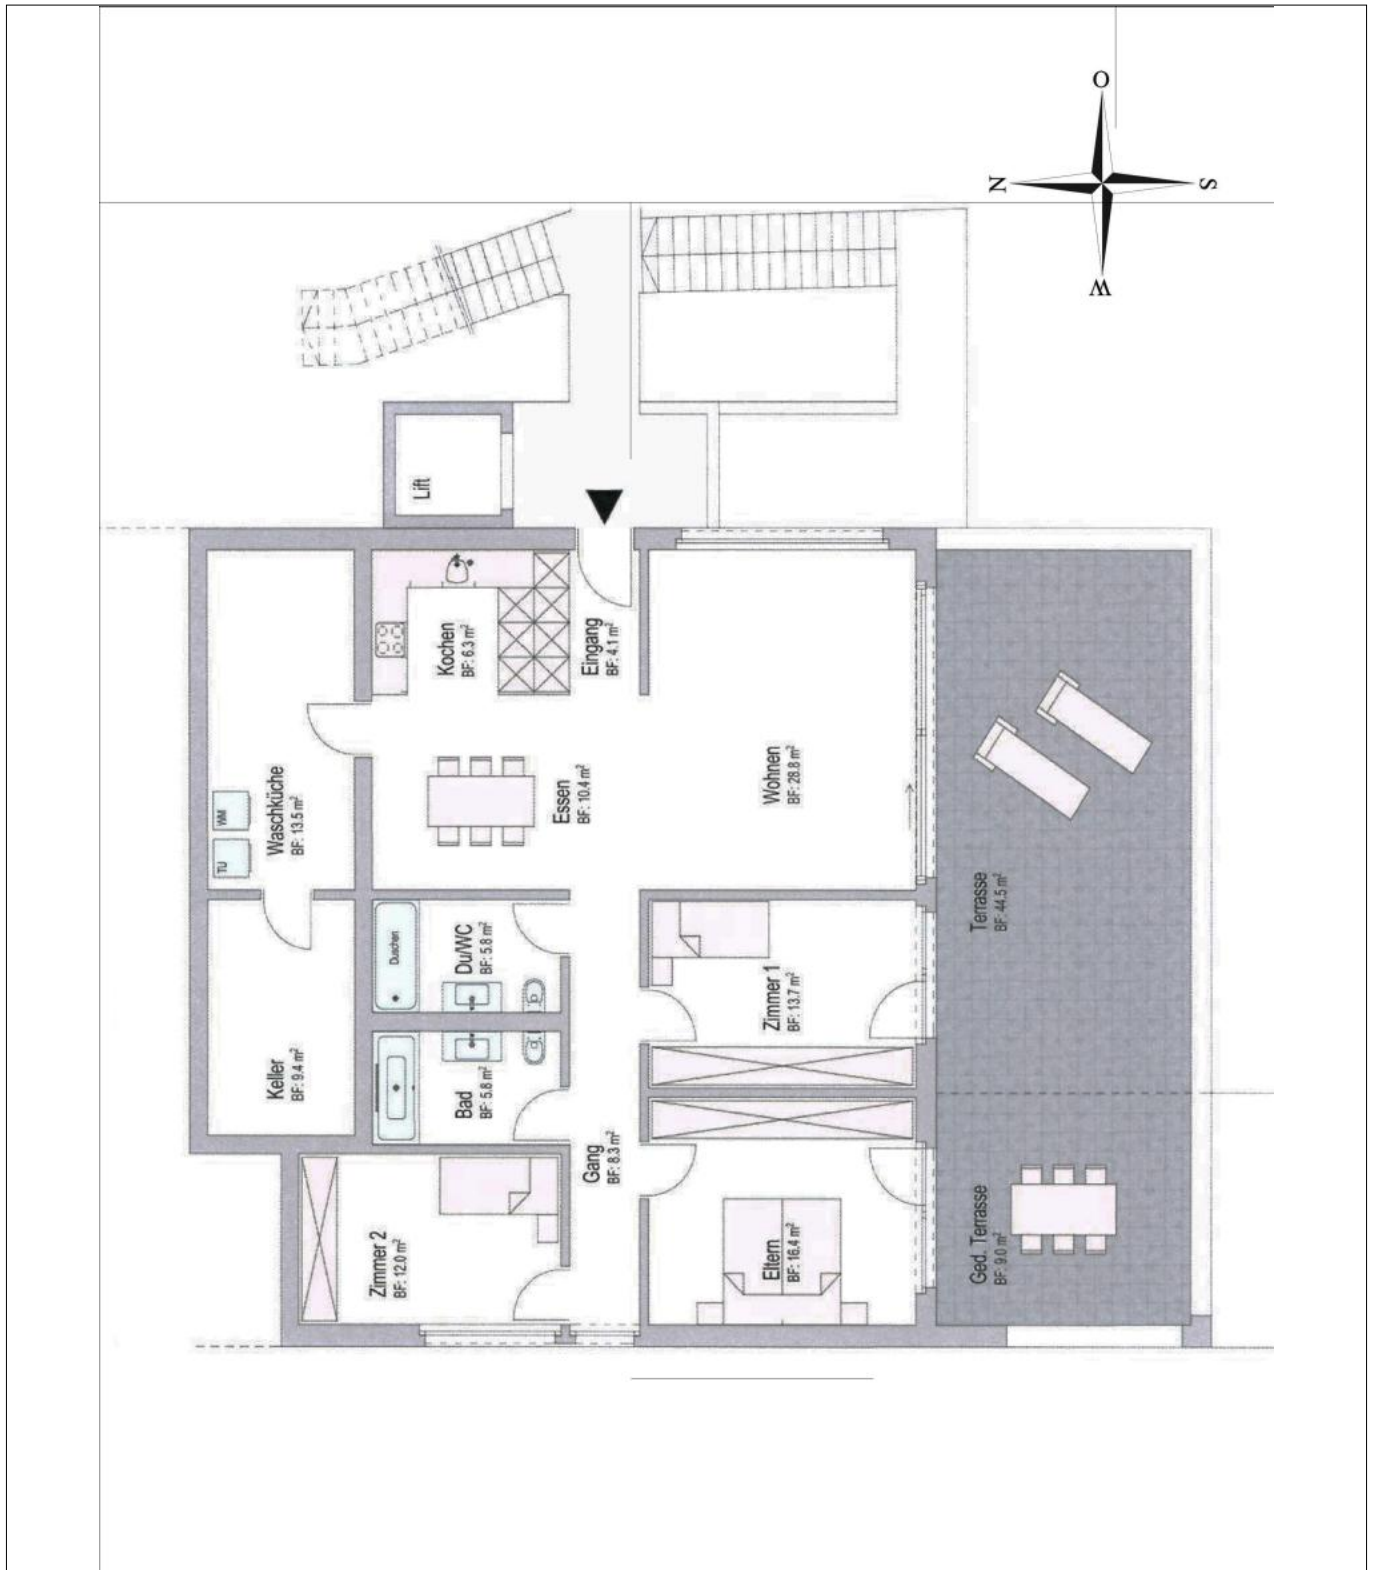 O
N
S
W
Lift
Kochen
BF: 6.3 m²
Eingang
BF: 4.1 m²
Waschküche
BF: 13.5 m²
WM
TU
Essen
BF: 10.4 m²
Wohnen
BF: 28.8 m²
Terrasse
BF: 44.5 m²
Duschen
Du/WC
BF: 5.8 m²
Zimmer 1
BF: 13.7 m²
Keller
BF: 9.4 m²
Bad
BF: 5.8 m²
Gang
BF: 8.3 m²
Zimmer 2
BF: 12.0 m²
Eltern
BF: 16.4 m²
Ged. Terrasse
BF: 9.0 m²